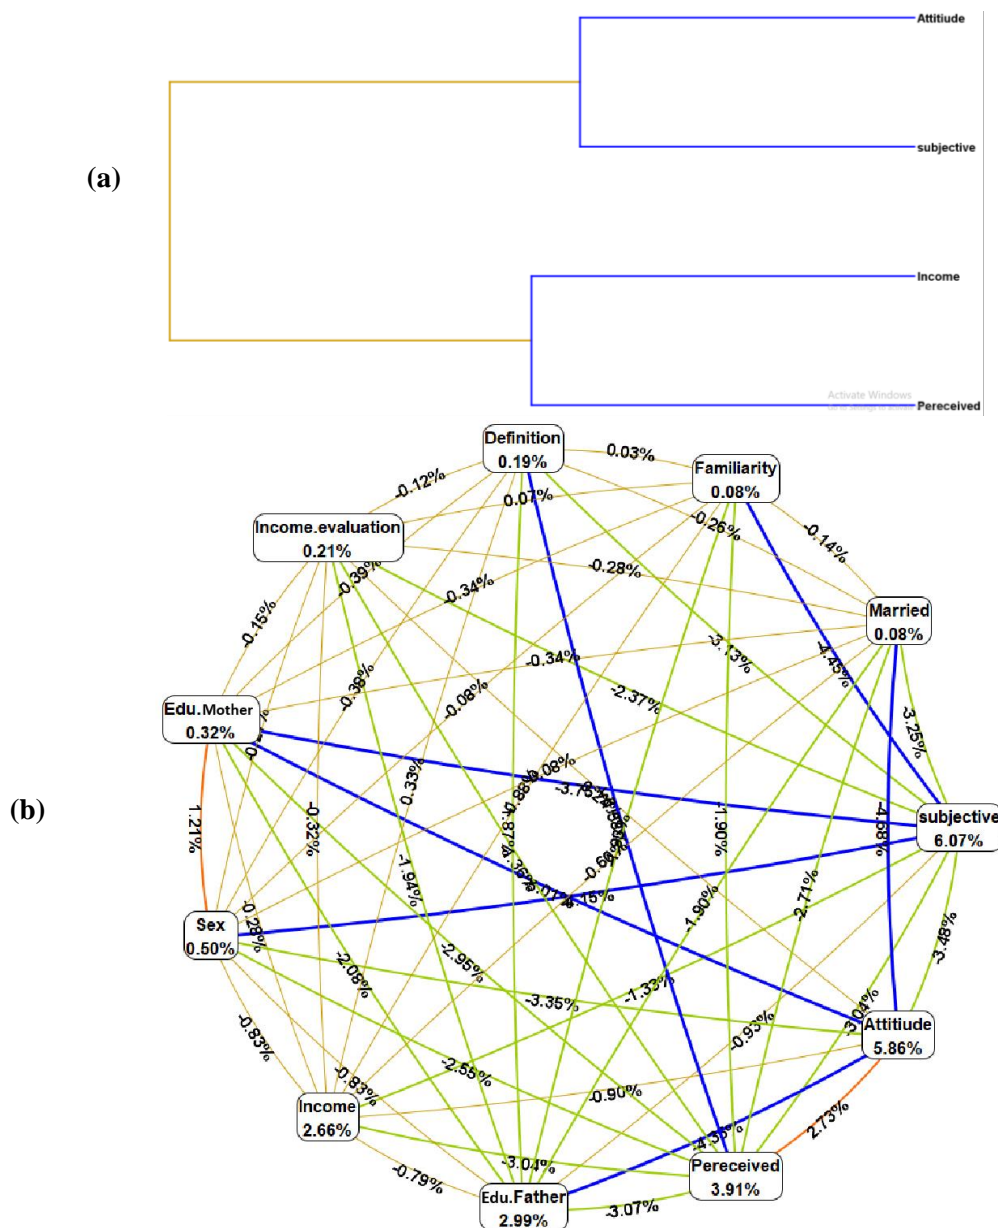 Attitiude
(a)
subjective
Income
Activate Windows
Pereceived
(b)
Definition
0.19%
0.03%
Familiarity
0.08%
-0.12%
0.07%
-0.26%
-0.14%
Income.evaluation
0.21%
-0.39%
-0.34%
-0.28%
Married
0.08%
-0.15%
-3.13%
-4.45%
-0.34%
-0.38%
-0.08%
-2.37%
-3.25%
Edu.Mother
0.32%
0.33%
-0.32%
-0.88%
-1.90%
-4.68%
subjective
6.07%
1.21%
-1.94%
-1.90%
-2.71%
Sex
0.50%
-0.28%
-2.08%
-2.95%
-3.35%
-1.33%
-3.48%
-3.04%
Attitiude
5.86%
-0.83%
-0.83%
-2.55%
-0.93%
-0.90%
2.73%
Income
2.66%
-3.04%
Pereceived
3.91%
-0.79%
Edu.Father
2.99%
-3.07%